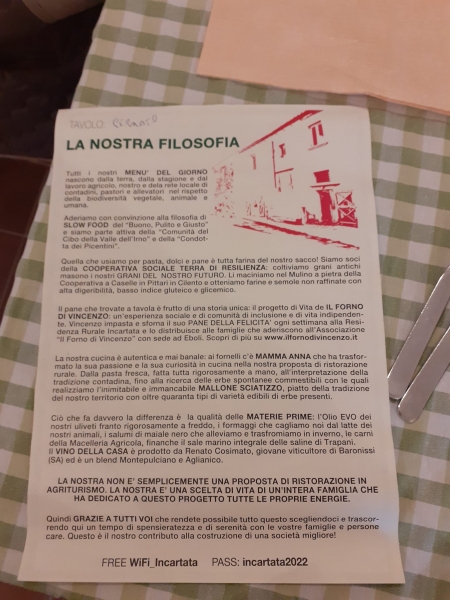 TAVOLO:
LA NOSTRA FILOSOFIA
Tutti i nostri MENU' DEL GIORNO
nascono dalla terra, dalla stagione e dal
lavoro agricolo, nostro e dela rete locale di
contadini, pastori e allevatori nel rispetto
della biodiversità vegetale, animale e
umana.
Aderiamo con convinzione alla filosofia di
SLOW FOOD del "Buono, Pulito e Giusto"
e siamo parte attiva della "Comunità del
Cibo della Valle dell'Irno" e della "Condot-
ta dei Picentini".
Quella che usiamo per pasta, dolci e pane è tutta farina del nostro sacco! Siamo soci
della COOPERATIVA SOCIALE TERRA DI RESILIENZA: coltiviamo grani antichi
masono i nostri GRANI DEL NOSTRO FUTURO. Li maciniamo nel Mulino a pietra della
Cooperativa a Caselle in Pittari in Cilento e otteniamo farine e semole non raffinate con
alta digeribilità, basso indice gluteico e glicemico.
Il pane che trovate a tavola è frutto di una storia unica: il progetto di Vita de IL FORNO
DI VINCENZO: un'esperienza sociale e di comunità di inclusione e di vita indipenden-
te. Vincenzo impasta e sforna il suo PANE DELLA FELICITA' ogni settimana alla Resi-
denza Rurale Incartata e lo distribuisce alle famiglie che aderiscono all'Associazione
"Il Forno di Vincenzo" con sede ad Eboli. Scopri di più su www.ilfornodivincenzo.it
La nostra cucina è autentica e mai banale: ai fornelli c'è MAMMA ANNA che ha trasfor-
mato la sua passione e la sua curiosità in cucina nella nostra proposta di ristorazione
rurale. Dalla pasta fresca, fatta tutta rigorosamente a mano, all'interpretazione della
tradizione contadina, fino alla ricerca delle erbe spontanee commestibili con le quali
realizziamo l'inimitabile e immancabile MALLONE SCIATIZZO, piatto della tradizione
del nostro territorio con oltre quaranta tipi di varietà edibili di erbe presenti.
Ciò che fa davvero la differenza è la qualità delle MATERIE PRIME: l'Olio EVO dei
nostri uliveti franto rigorosamente a freddo, i formaggi che cagliamo noi dal latte dei
nostri animali, i salumi di maiale nero che alleviamo e trasfromiamo in inverno, le carni
della Macelleria Agricola, finanche il sale marino integrale delle saline di Trapani.
Il VINO DELLA CASA è prodotto da Renato Cosimato, giovane viticoltore di Baronissi
(SA) ed è un blend Montepulciano e Aglianico.
LA NOSTRA NON E' SEMPLICEMENTE UNA PROPOSTA DI RISTORAZIONE IN
AGRITURISMO. LA NOSTRA E' UNA SCELTA DI VITA DI UN'INTERA FAMIGLIA CHE
HA DEDICATO A QUESTO PROGETTO TUTTE LE PROPRIE ENERGIE.
Quindi GRAZIE A TUTTI VOI che rendete possibile tutto questo scegliendoci e trascor-
rendo qui un tempo di spensieratezza e di serenità con le vostre famiglie e persone
care. Questo è il nostro contributo alla costruzione di una società migliore!
FREE WiFi_Incartata PASS: incartata2022